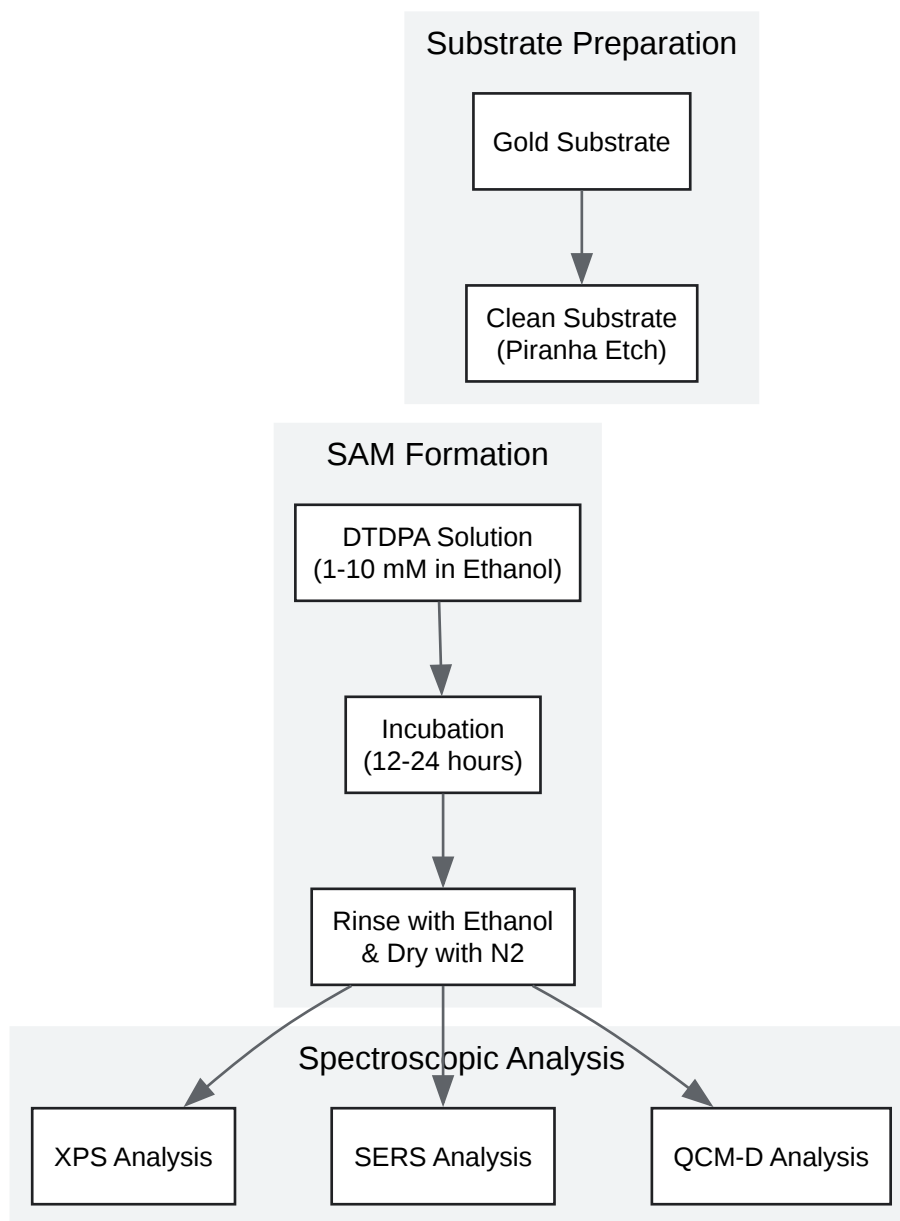 Substrate Preparation
Gold Substrate
Clean Substrate
(Piranha Etch)
SAM Formation
DTDPA Solution
(1-10 mM in Ethanol)
Incubation
(12-24 hours)
Rinse with Ethanol
& Dry with N2
Spectroscopic Analysis
XPS Analysis
SERS Analysis
QCM-D Analysis